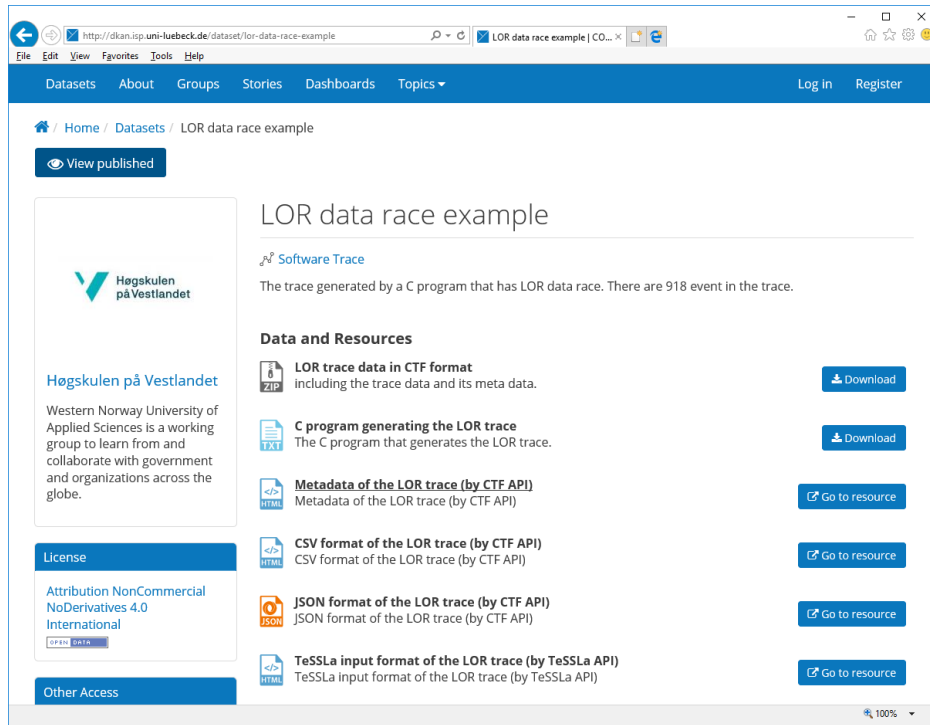 http://dkan.isp.uni-luebeck.de/dataset/lor-data-race-example
LOR data race example | CO...
File Edit View Favorites Tools Help
Datasets About Groups Stories Dashboards Topics Log in Register
/ Home / Datasets / LOR data race example
View published
Høgskulen
på Vestlandet
Høgskulen på Vestlandet
Western Norway University of
Applied Sciences is a working
group to learn from and
collaborate with government
and organizations across the
globe.
License
Attribution NonCommercial
NoDerivatives 4.0
International
OPEN DATA
Other Access
LOR data race example
Software Trace
The trace generated by a C program that has LOR data race. There are 918 event in the trace.
Data and Resources
ZIP
LOR trace data in CTF format
including the trace data and its meta data.
Download
TXT
C program generating the LOR trace
The C program that generates the LOR trace.
Download
HTML
Metadata of the LOR trace (by CTF API)
Metadata of the LOR trace (by CTF API)
Go to resource
HTML
CSV format of the LOR trace (by CTF API)
CSV format of the LOR trace (by CTF API)
Go to resource
JSON
JSON format of the LOR trace (by CTF API)
JSON format of the LOR trace (by CTF API)
Go to resource
HTML
TeSSLa input format of the LOR trace (by TeSSLa API)
TeSSLa input format of the LOR trace (by TeSSLa API)
Go to resource
100%